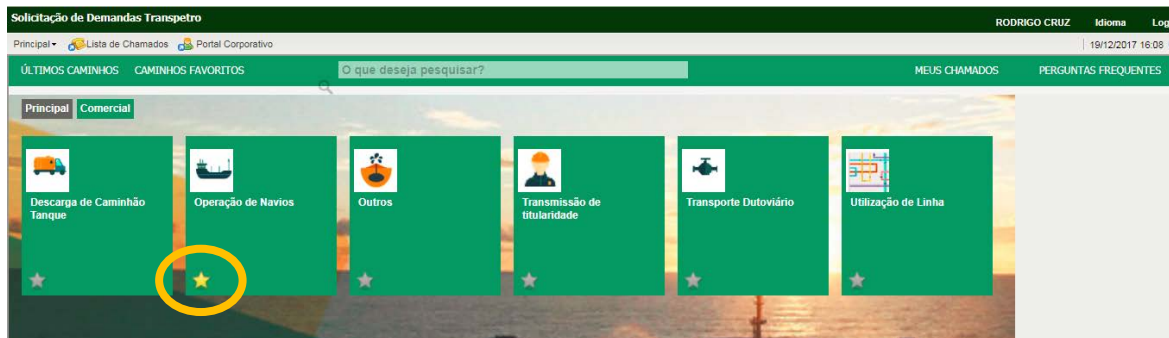 Solicitação de Demandas Transpetro
RODRIGO CRUZ Idioma Log
Principal Lista de Chamados Portal Corporativo
19/12/2017 16:08
ÚLTIMOS CAMINHOS CAMINHOS FAVORITOS O que deseja pesquisar? MEUS CHAMADOS PERGUNTAS FREQUENTES
Principal Comercial
Descarga de Caminhão
Tanque
Operação de Navios
Outros
Transmissão de
titularidade
Transporte Dutoviário
Utilização de Linha